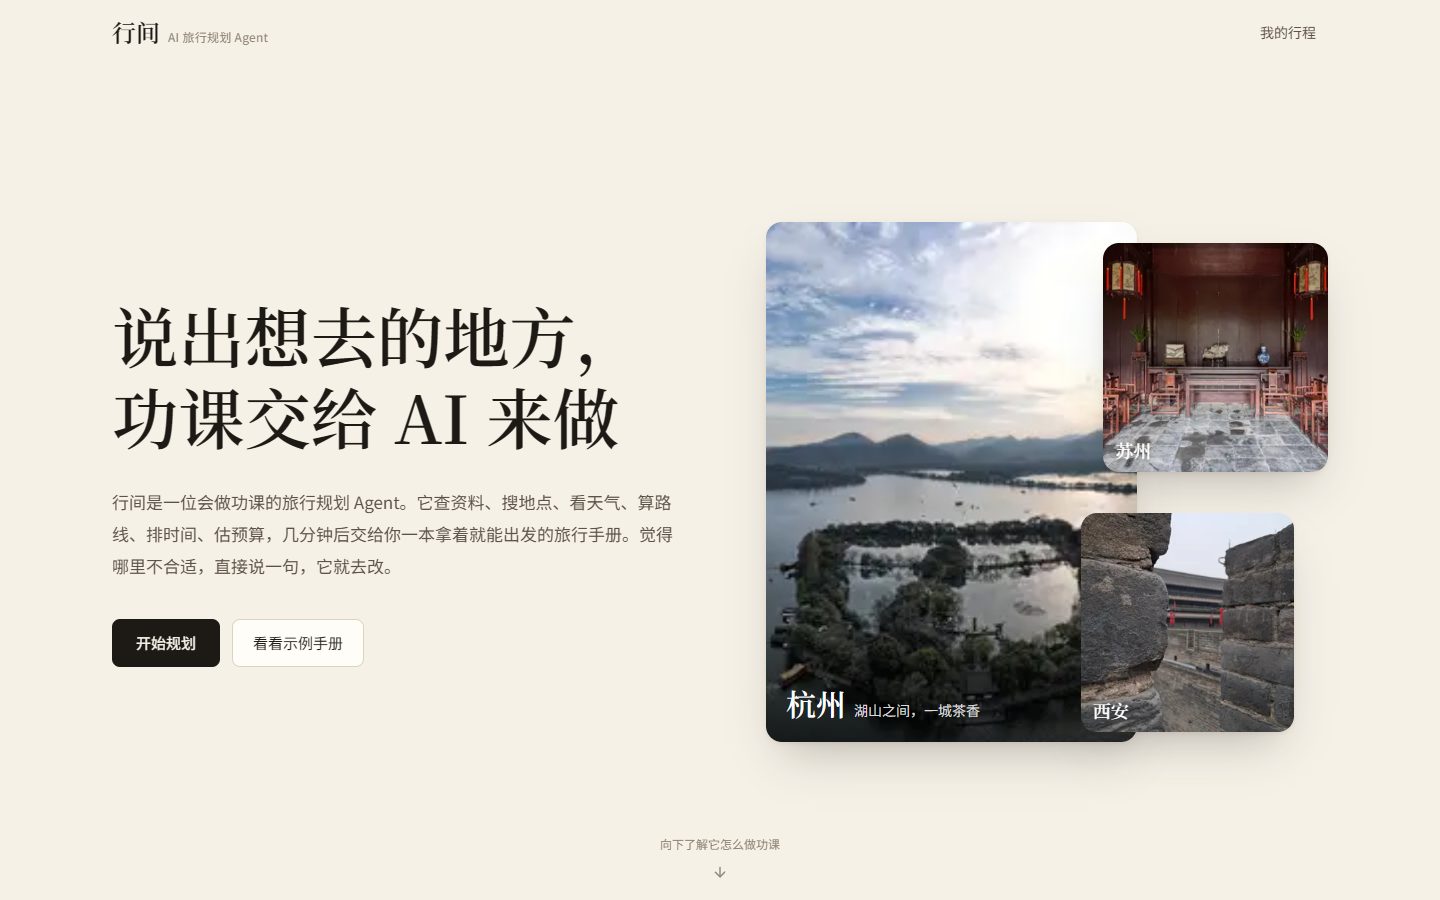 行间 AI 旅行规划 Agent
我的行程
说出想去的地方，
功课交给 AI 来做
行间是一位会做功课的旅行规划 Agent。它查资料、搜地点、看天气、算路
线、排时间、估预算，几分钟后交给你一本拿着就能出发的旅行手册。觉得
哪里不合适，直接说一句，它就去改。
开始规划
看看示例手册
苏州
杭州 湖山之间，一城茶香
西安
向下了解它怎么做功课